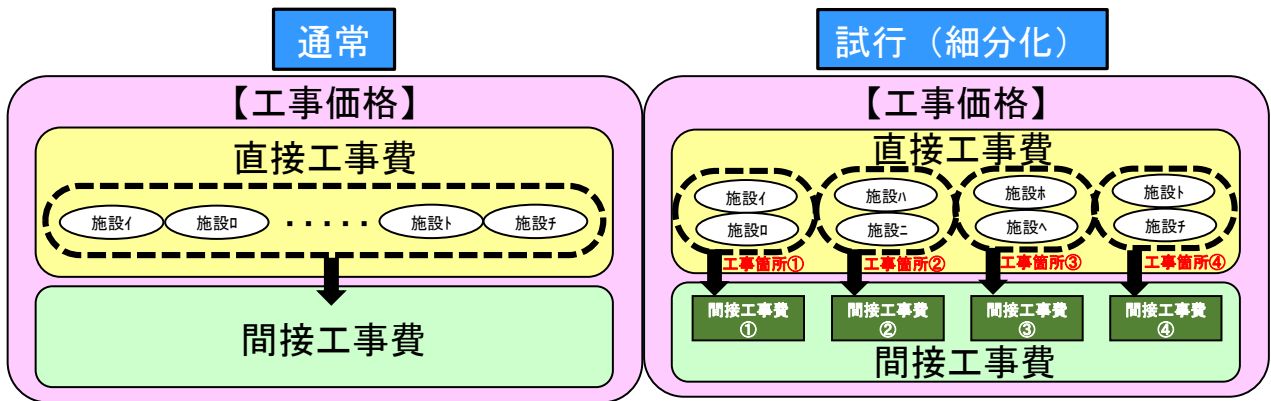 通常
【工事価格】
直接工事費
施設ｲ 施設ﾛ ・・・・・ 施設ﾄ 施設ﾁ
間接工事費
試行（細分化）
【工事価格】
直接工事費
施設ｲ 施設ﾊ 施設ﾎ 施設ﾄ
施設ﾛ 施設ﾆ 施設ﾍ 施設ﾁ
工事箇所① 工事箇所② 工事箇所③ 工事箇所④
間接工事費 間接工事費 間接工事費 間接工事費
① ② ③ ④
間接工事費